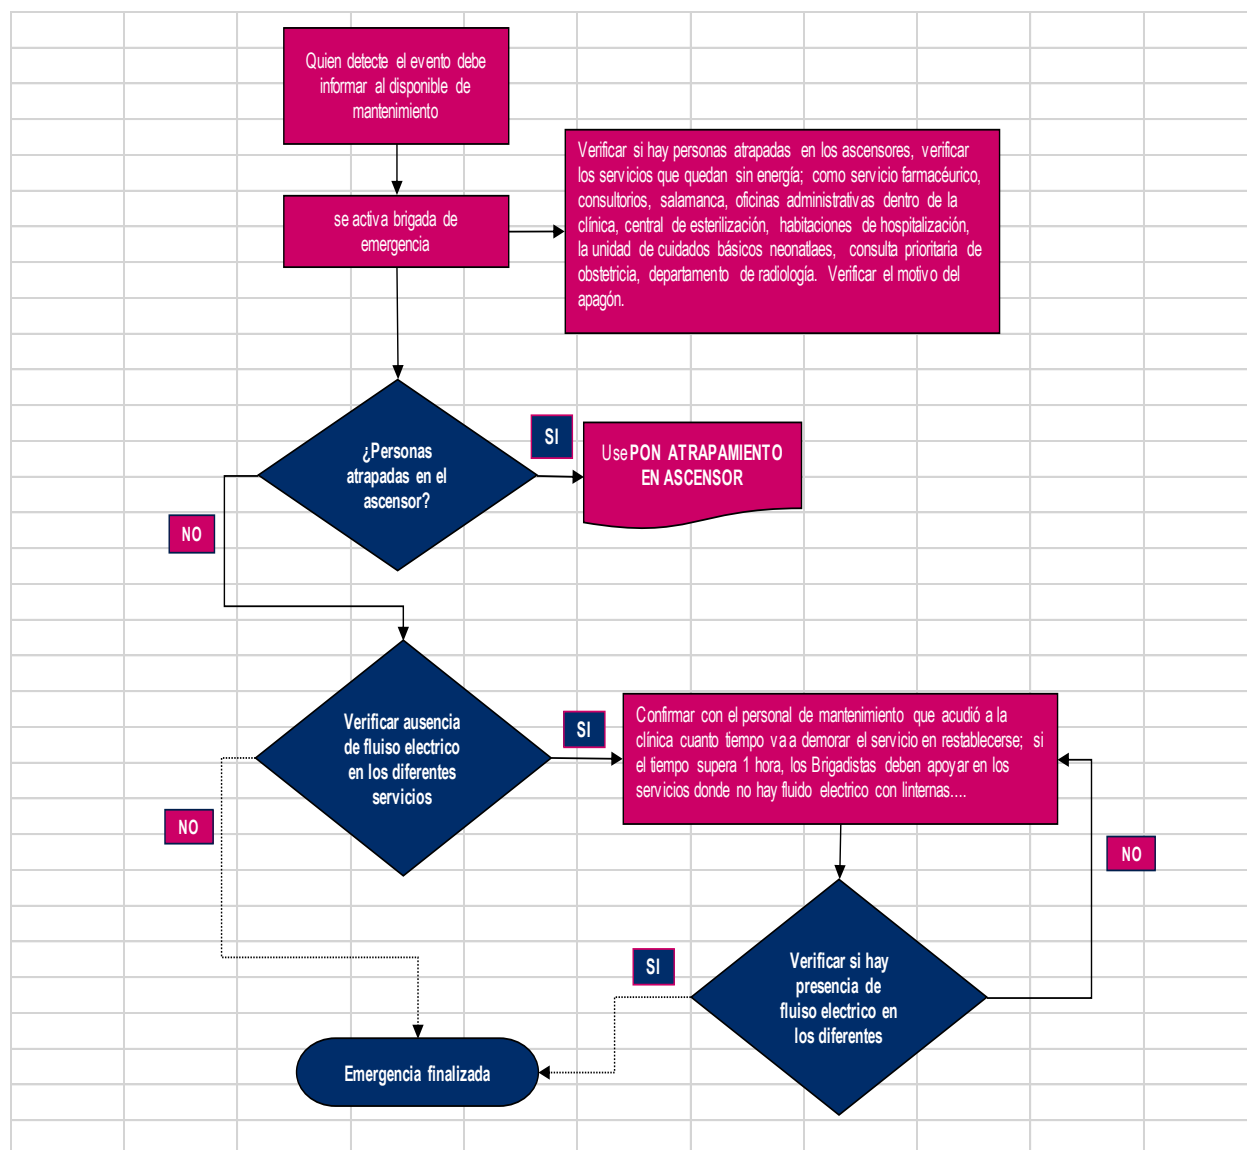 Quien detecte el evento debe
informar al disponible de
mantenimiento
Verificar si hay personas atrapadas en los ascensores, verificar
los servicios que quedan sin energía; como servicio farmacéurico,
consultorios, salamanca, oficinas administrativas dentro de la
clínica, central de esterilización, habitaciones de hospitalización,
la unidad de cuidados básicos neonatlaes, consulta prioritaria de
obstetricia, departamento de radiología. Verificar el motivo del
apagón.
se activa brigada de
emergencia
¿Personas
atrapadas en el
ascensor?
SI
Use PON ATRAPAMIENTO
EN ASCENSOR
NO
Verificar ausencia
de fluiso electrico
en los diferentes
servicios
SI
Confirmar con el personal de mantenimiento que acudió a la
clínica cuanto tiempo va a demorar el servicio en restablecerse; si
el tiempo supera 1 hora, los Brigadistas deben apoyar en los
servicios donde no hay fluido electrico con linternas....
NO
NO
SI
Verificar si hay
presencia de
fluiso electrico en
los diferentes
Emergencia finalizada